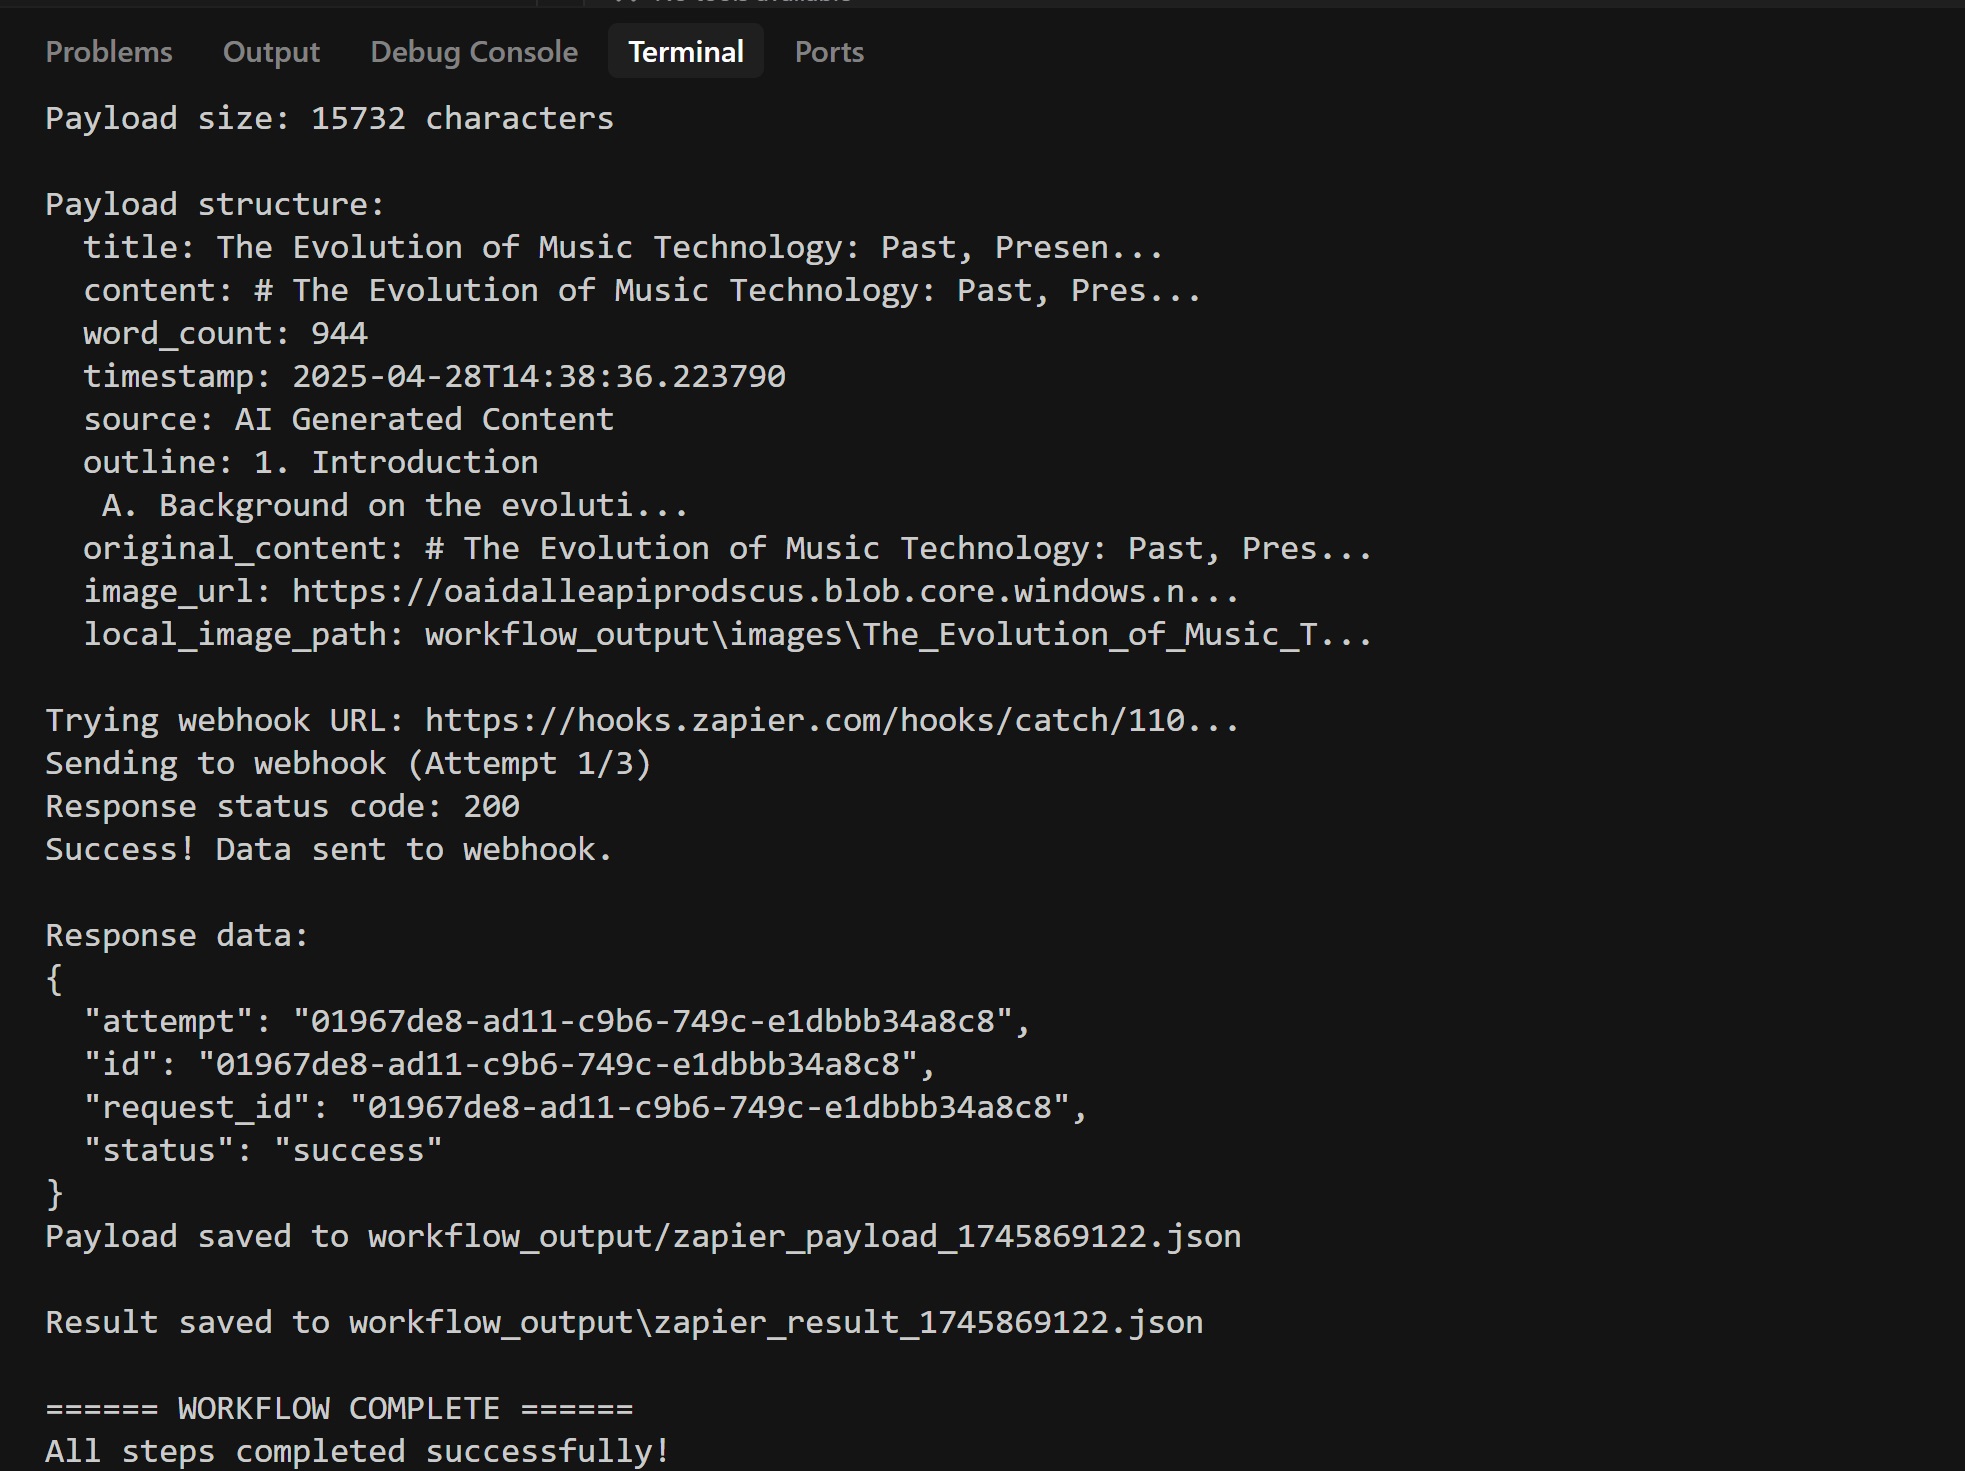 Problems Output Debug Console Terminal Ports
Payload size: 15732 characters
Payload structure:
title: The Evolution of Music Technology: Past, Presen...
content: # The Evolution of Music Technology: Past, Pres...
word_count: 944
timestamp: 2025-04-28T14:38:36.223790
source: AI Generated Content
outline: 1. Introduction
A. Background on the evoluti...
original_content: # The Evolution of Music Technology: Past, Pres...
image_url: https://oaidalleapiprodscus.blob.core.windows.n...
local_image_path: workflow_output\images\The_Evolution_of_Music_T...
Trying webhook URL: https://hooks.zapier.com/hooks/catch/110...
Sending to webhook (Attempt 1/3)
Response status code: 200
Success! Data sent to webhook.
Response data:
{
"attempt": "01967de8-ad11-c9b6-749c-e1dbbb34a8c8",
"id": "01967de8-ad11-c9b6-749c-e1dbbb34a8c8",
"request_id": "01967de8-ad11-c9b6-749c-e1dbbb34a8c8",
"status": "success"
}
Payload saved to workflow_output/zapier_payload_1745869122.json
Result saved to workflow_output\zapier_result_1745869122.json
====== WORKFLOW COMPLETE ======
All steps completed successfully!